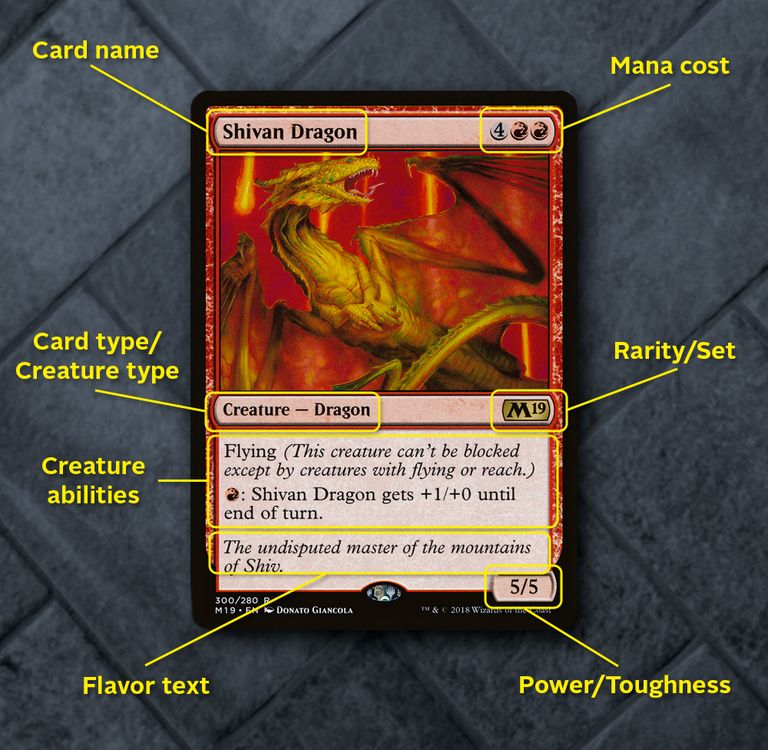 Card name
Mana cost
Shivan Dragon 4
Card type/
Creature type
Rarity/Set
Creature — Dragon M19
Creature
abilities
Flying (This creature can't be blocked
except by creatures with flying or reach.)
: Shivan Dragon gets +1/+0 until
end of turn.
The undisputed master of the mountains
of Shiv.
5/5
300/280 R
M19 • EN Donato Giancola
™ & © 2018 Wizards of the Coast
Flavor text
Power/Toughness